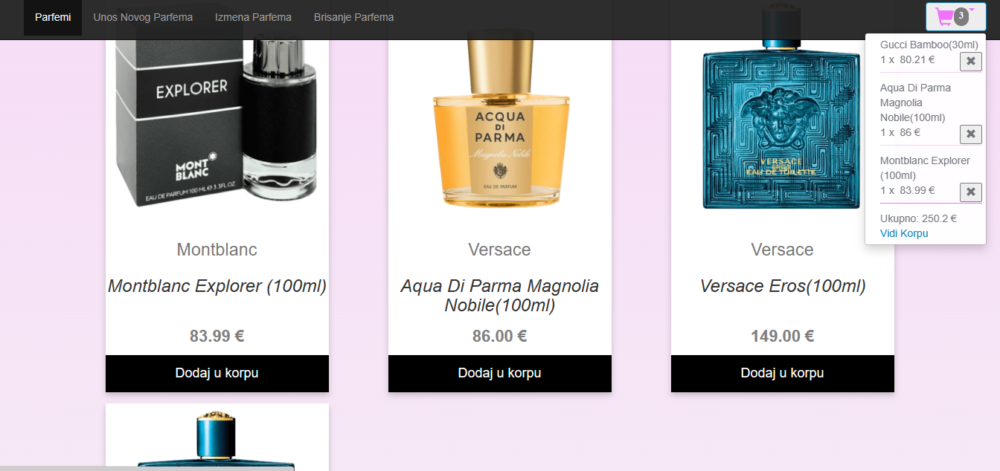 Parfemi Unos Novog Parfema Izmena Parfema Brisanje Parfema 3
Gucci Bamboo(30ml)
1 x 80.21 €
Aqua Di Parma
Magnolia
Nobile(100ml)
1 x 86 €
Montblanc Explorer
(100ml)
1 x 83.99 €
Ukupno: 250.2 €
Vidi Korpu
EXPLORER
MONT
BLANC
EAU DE PARFUM 100 ML e 3.3FL.OZ.
ACQUA
DI
PARMA
Magnolia Nobile
EAU DE PARFUM
VERSACE
EROS
EAU DE TOILETTE
Montblanc
Montblanc Explorer (100ml)
83.99 €
Dodaj u korpu
Versace
Aqua Di Parma Magnolia
Nobile(100ml)
86.00 €
Dodaj u korpu
Versace
Versace Eros(100ml)
149.00 €
Dodaj u korpu